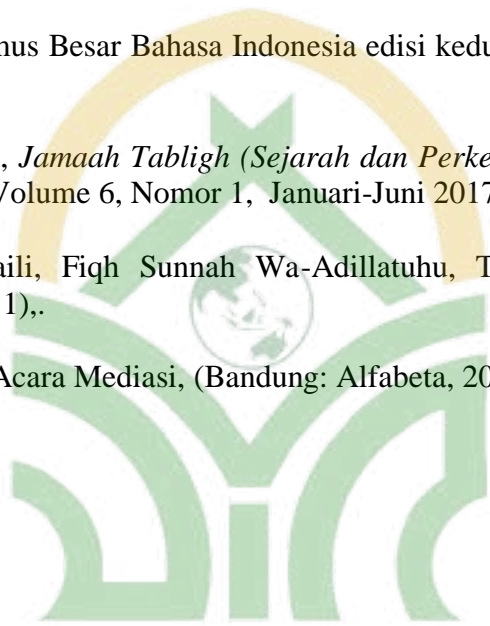 nus Besar Bahasa Indonesia edisi kedu
, Jamaah Tabligh (Sejarah dan Perke
Volume 6, Nomor 1, Januari-Juni 2017
aili, Fiqh Sunnah Wa-Adillatuhu, T
1),.
Acara Mediasi, (Bandung: Alfabeta, 20